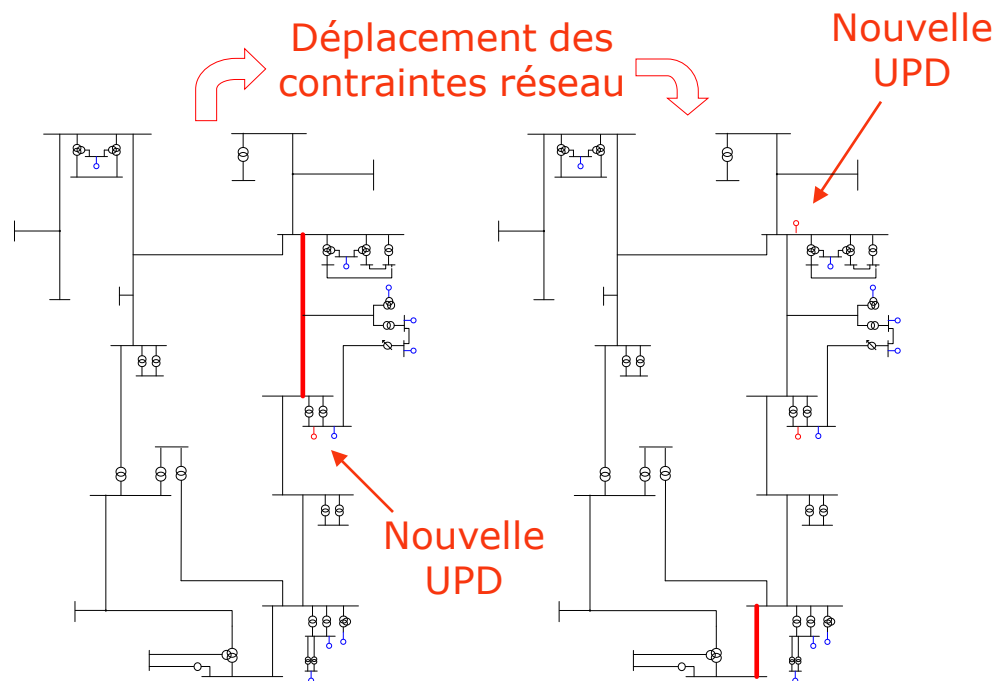 Déplacement des
contraintes réseau
Nouvelle
UPD
Nouvelle
UPD